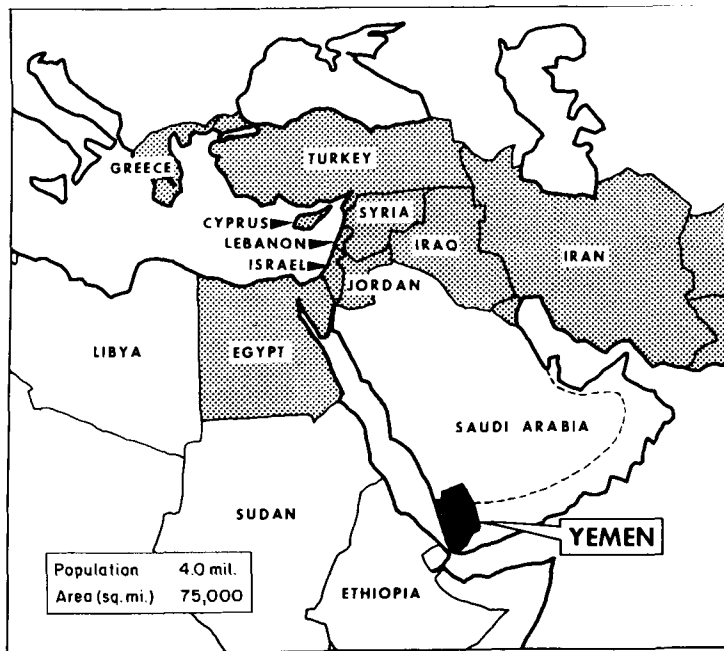 GREECE
TURKEY
CYPRUS
SYRIA
LEBANON
IRAQ
IRAN
ISRAEL
JORDAN
LIBYA
EGYPT
SAUDI ARABIA
SUDAN
YEMEN
Population 4.0 mil.
Area (sq. mi.) 75,000
ETHIOPIA